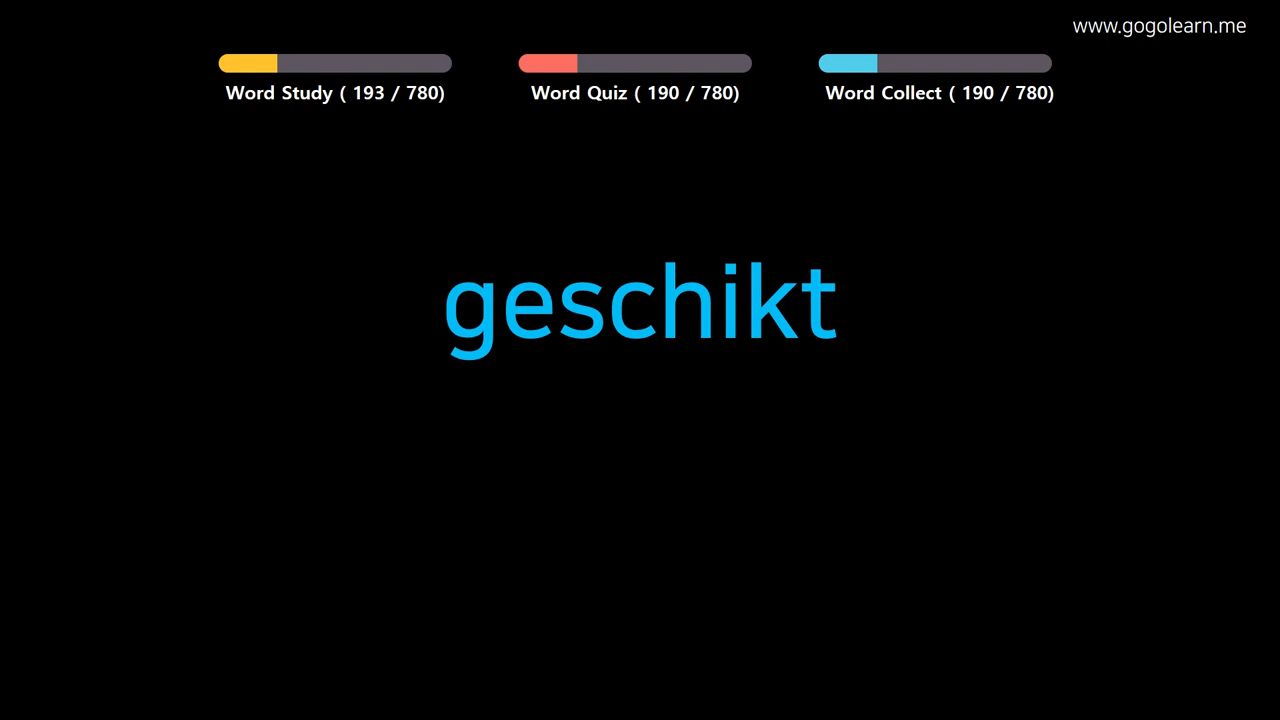 www.gogolearn.me
Word Study ( 193 / 780)
Word Quiz ( 190 / 780)
Word Collect ( 190 / 780)
geschikt